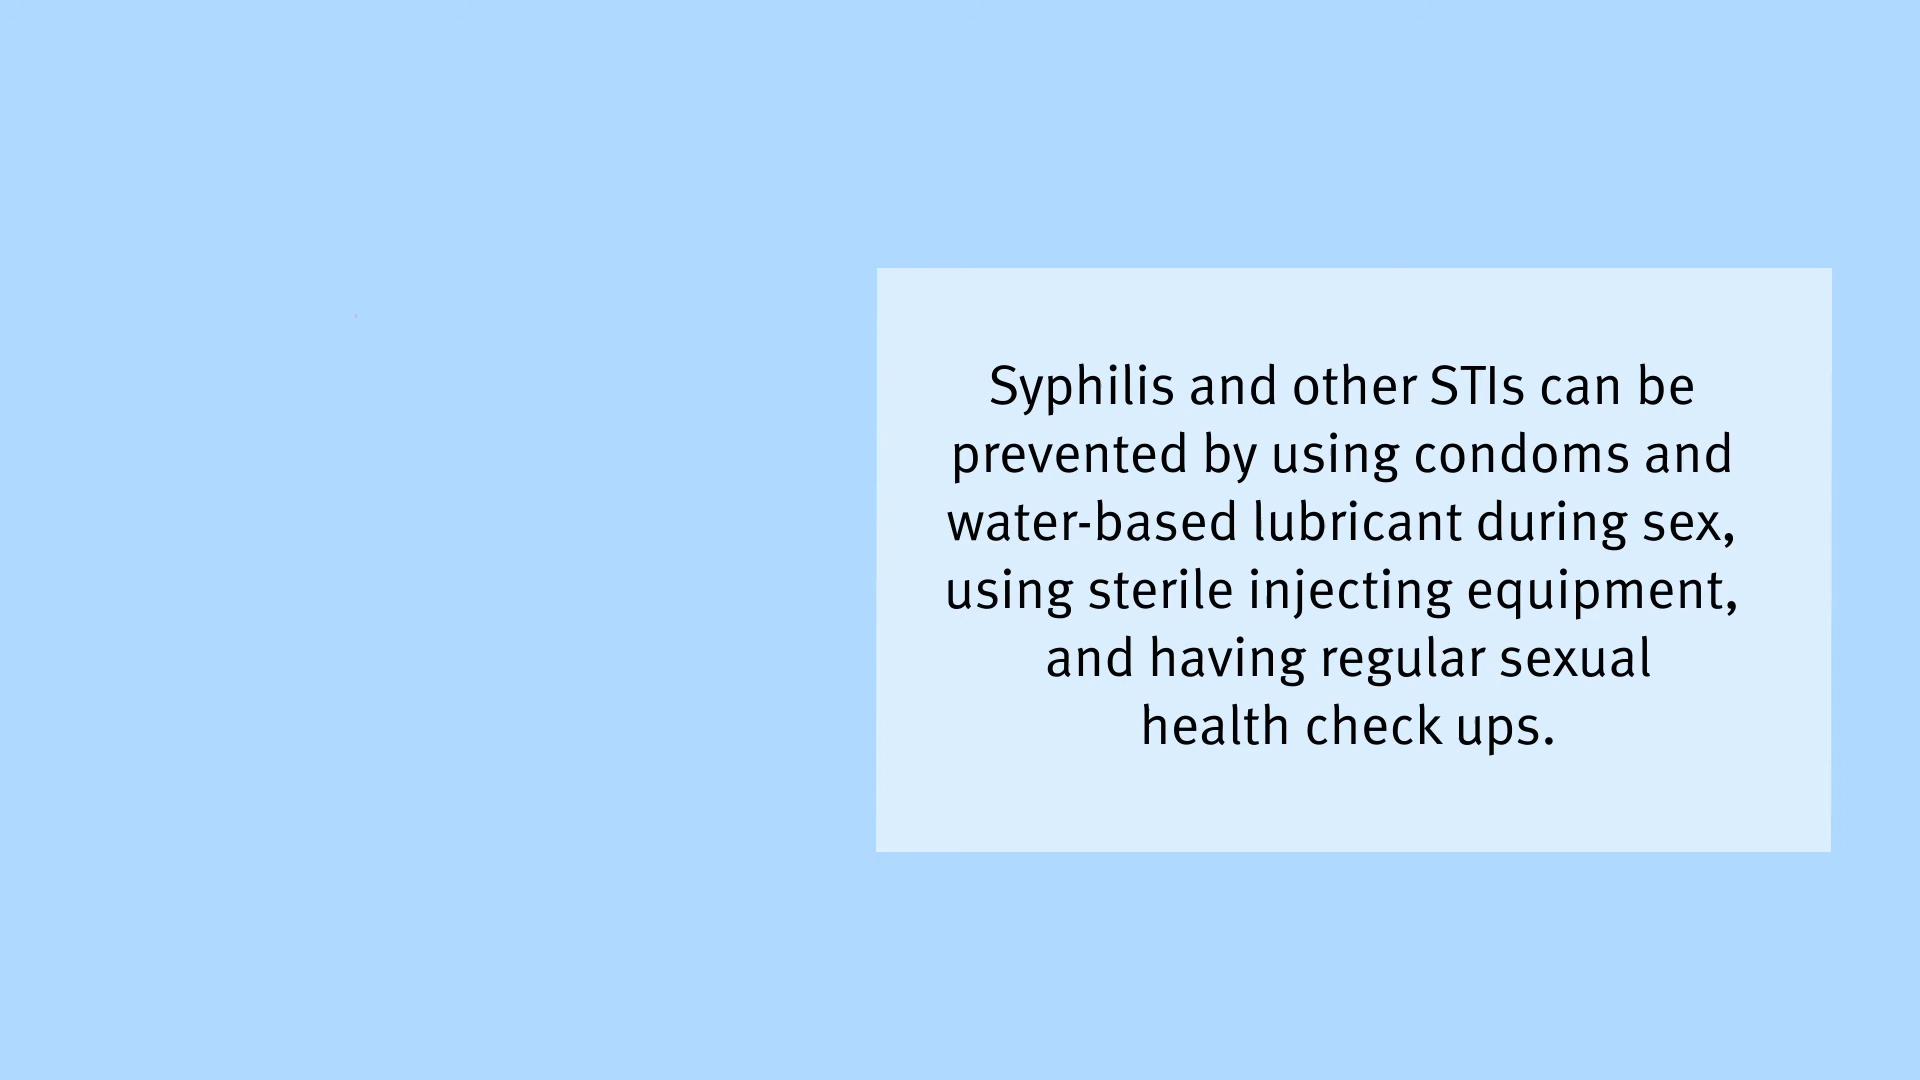 Syphilis and other STIs can be
prevented by using condoms and
water-based lubricant during sex,
using sterile injecting equipment,
and having regular sexual
health check ups.